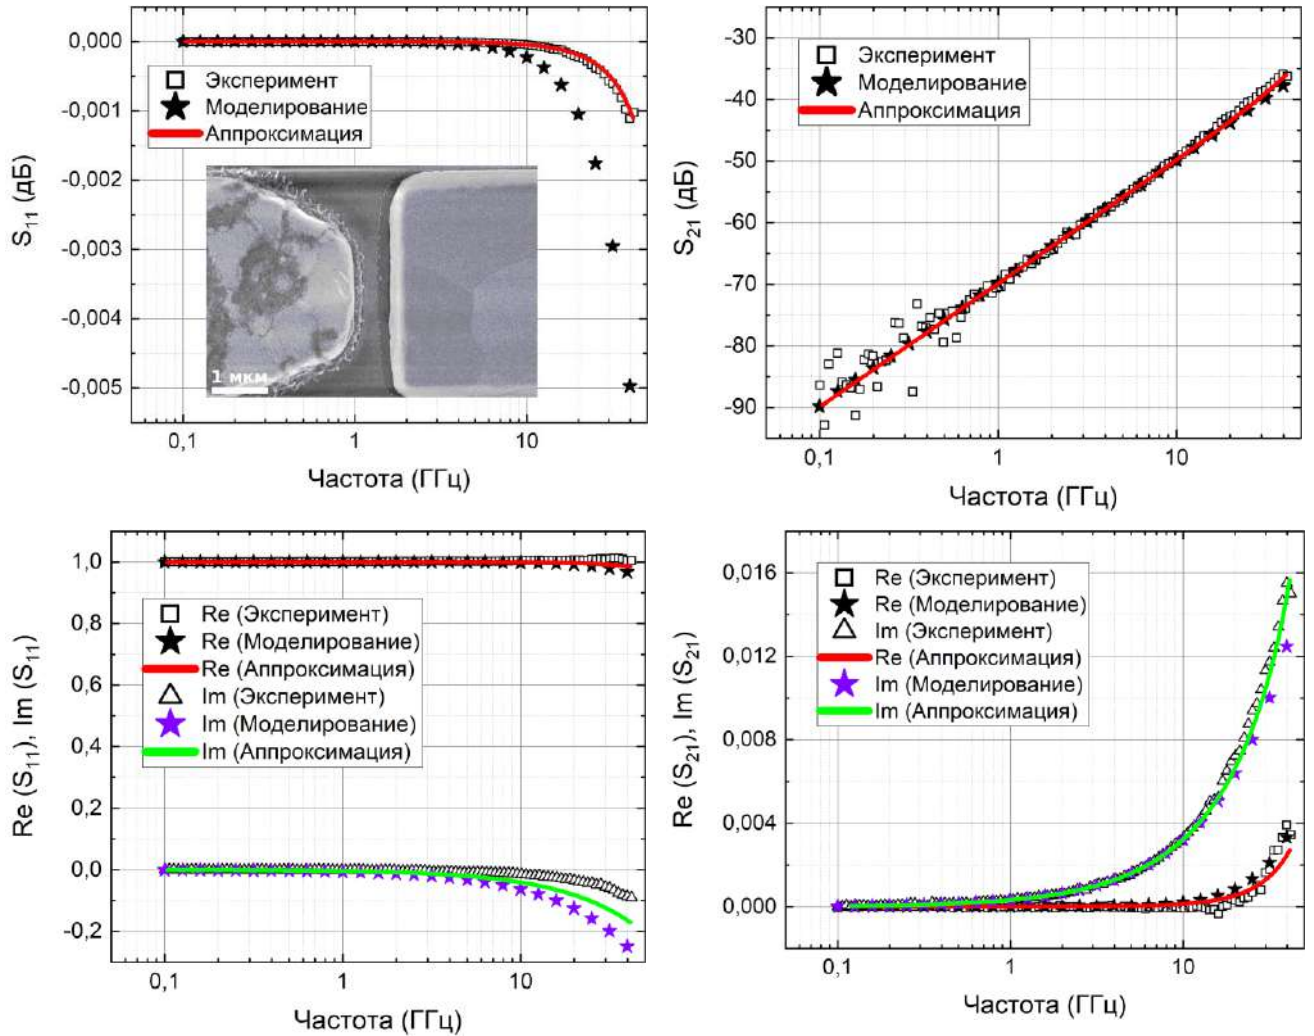 0,000
-0,001
-0,002
-0,003
-0,004
-0,005
S11 (дБ)
Эксперимент
Моделирование
Аппроксимация
1 мкм
0,1
1
10
Частота (ГГц)
-30
-40
-50
-60
-70
-80
-90
S21 (дБ)
Эксперимент
Моделирование
Аппроксимация
0,1
1
10
Частота (ГГц)
1,0
0,8
0,6
0,4
0,2
0,0
-0,2
Re (S11), Im (S11)
Re (Эксперимент)
Re (Моделирование)
Re (Аппроксимация)
Im (Эксперимент)
Im (Моделирование)
Im (Аппроксимация)
0,1
1
10
Частота (ГГц)
0,016
0,012
0,008
0,004
0,000
Re (S21), Im (S21)
Re (Эксперимент)
Re (Моделирование)
Im (Эксперимент)
Re (Аппроксимация)
Im (Моделирование)
Im (Аппроксимация)
0,1
1
10
Частота (ГГц)